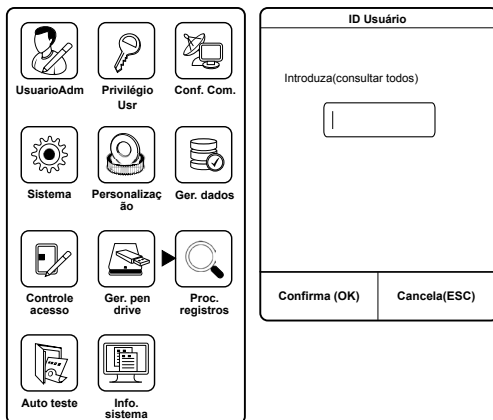 UsuarioAdm
Privilégio
Usr
Conf. Com.
Sistema
Personalizaç
ão
Ger. dados
Controle
acesso
Ger. pen
drive
Proc.
registros
Auto teste
Info.
sistema
ID Usuário
Introduza(consultar todos)
Confirma (OK)
Cancela(ESC)